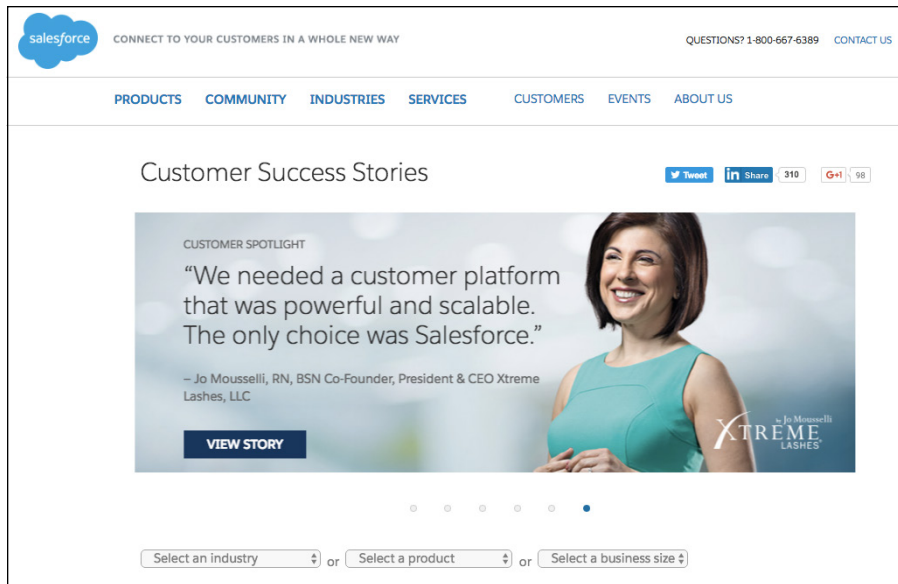 salesforce
CONNECT TO YOUR CUSTOMERS IN A WHOLE NEW WAY
QUESTIONS? 1-800-667-6389 CONTACT US
PRODUCTS COMMUNITY INDUSTRIES SERVICES CUSTOMERS EVENTS ABOUT US
Customer Success Stories
Tweet
in Share 310
G+1 98
CUSTOMER SPOTLIGHT
“We needed a customer platform
that was powerful and scalable.
The only choice was Salesforce.”
– Jo Mousselli, RN, BSN Co-Founder, President & CEO Xtreme
Lashes, LLC
VIEW STORY
by Jo Mousselli
XTREME
LASHES
Select an industry or Select a product or Select a business size